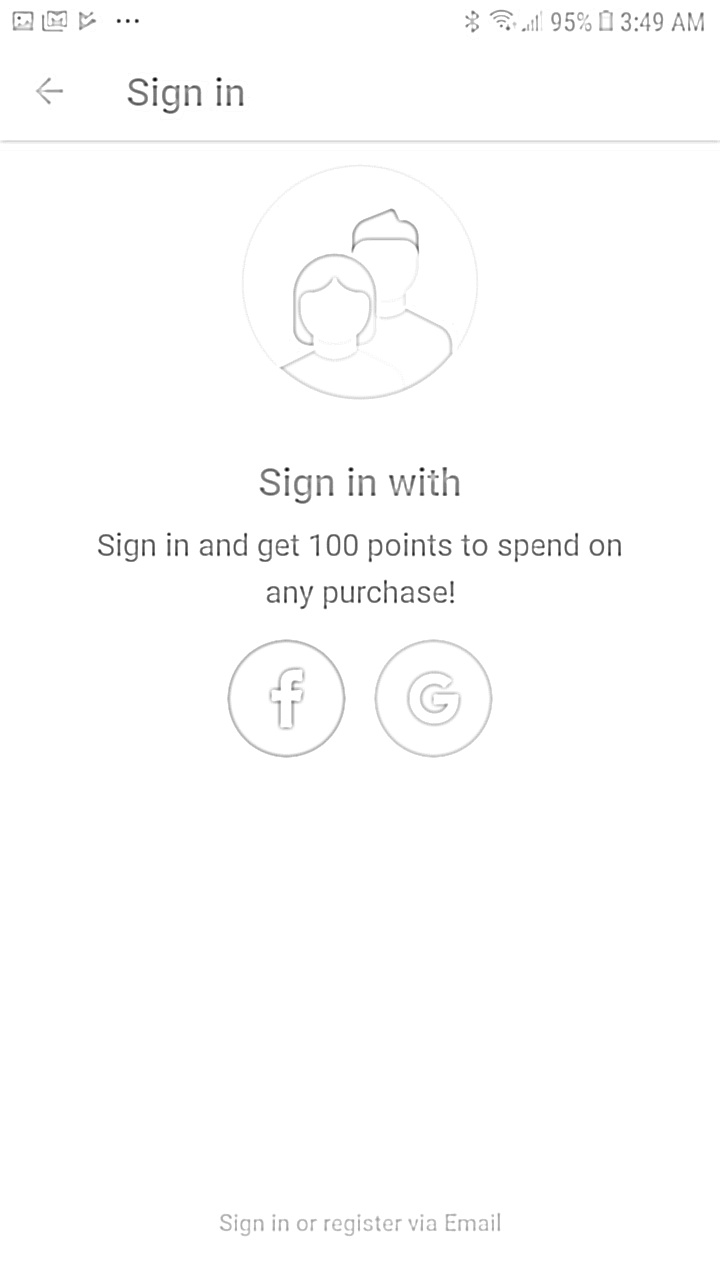 95% 3:49 AM
Sign in
Sign in with
Sign in and get 100 points to spend on
any purchase!
Sign in or register via Email